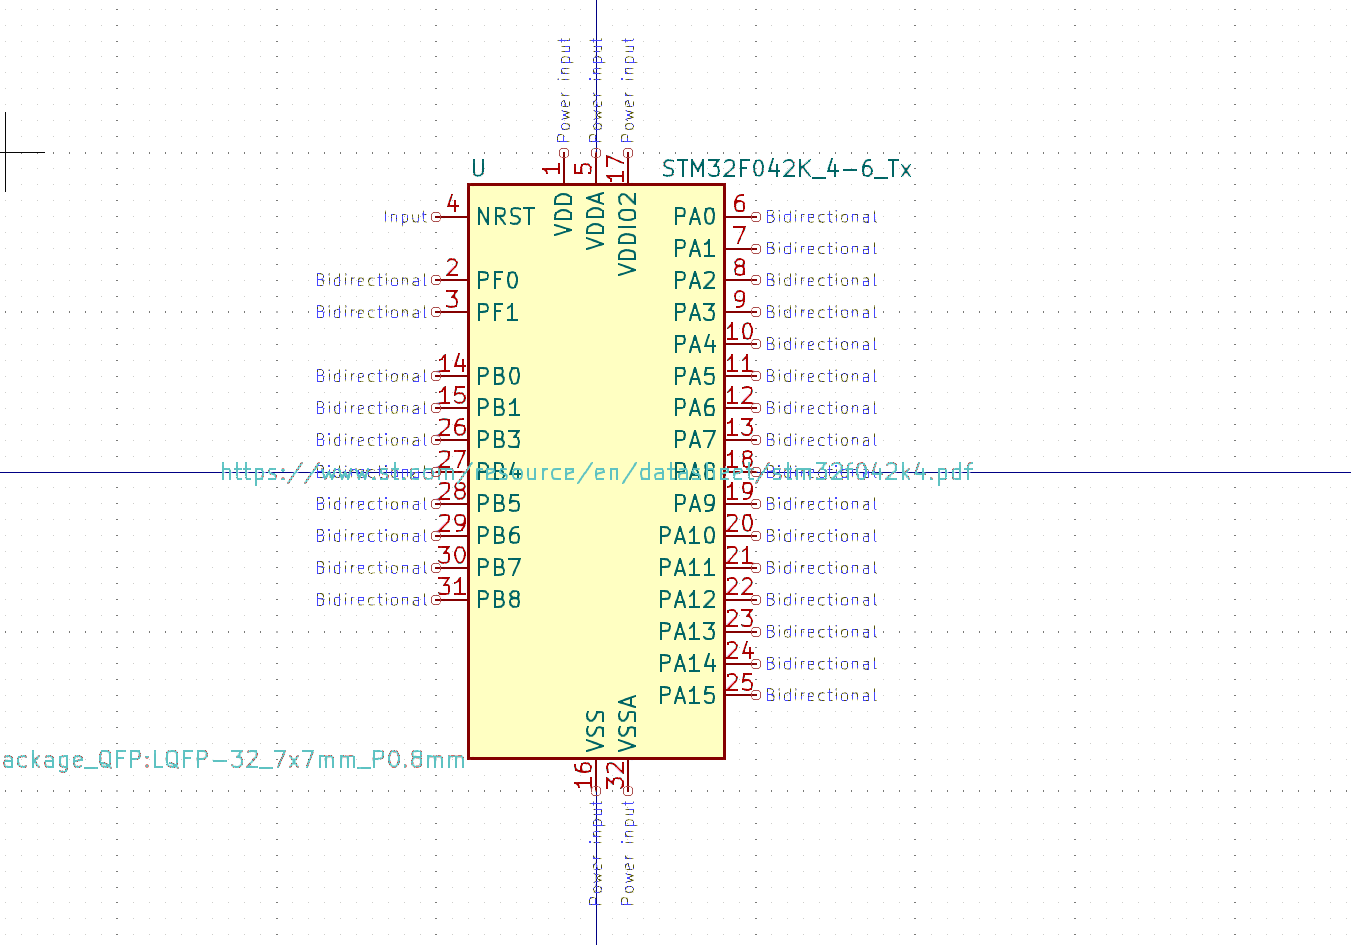 Power input
Power input
Power input
U
STM32F042K_4-6_Tx
1
5
17
VDD
VDDA
VDDIO2
Input 4 NRST
PA0 6 Bidirectional
PA1 7 Bidirectional
Bidirectional 2 PF0
PA2 8 Bidirectional
Bidirectional 3 PF1
PA3 9 Bidirectional
PA4 10 Bidirectional
Bidirectional 14 PB0
PA5 11 Bidirectional
Bidirectional 15 PB1
PA6 12 Bidirectional
Bidirectional 26 PB3
PA7 13 Bidirectional
Bidirectional 27 PB4
PA8 18 Bidirectional
https://www.st.com/resource/en/datasheet/stm32f042k4.pdf
Bidirectional 28 PB5
PA9 19 Bidirectional
Bidirectional 29 PB6
PA10 20 Bidirectional
Bidirectional 30 PB7
PA11 21 Bidirectional
Bidirectional 31 PB8
PA12 22 Bidirectional
PA13 23 Bidirectional
PA14 24 Bidirectional
PA15 25 Bidirectional
VSS
VSSA
ackage_QFP:LQFP-32_7x7mm_P0.8mm
16
32
Power input
Power input